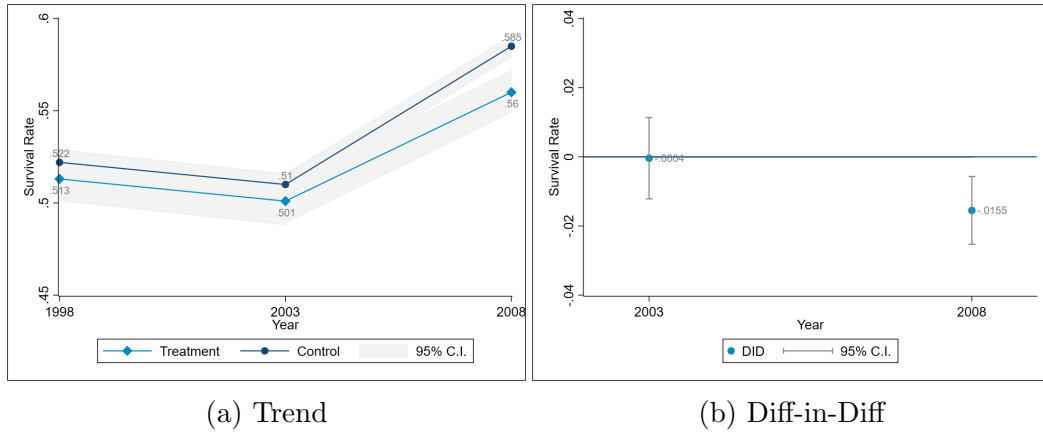 .6
.55
.5
.45
Survival Rate
.522
.513
.51
.501
.585
.56
1998
2003
2008
Year
Treatment
Control
95% C.I.
(a) Trend
.04
.02
0
-.02
-.04
Survival Rate
-.0004
-.0155
2003
2008
Year
DID
95% C.I.
(b) Diff-in-Diff